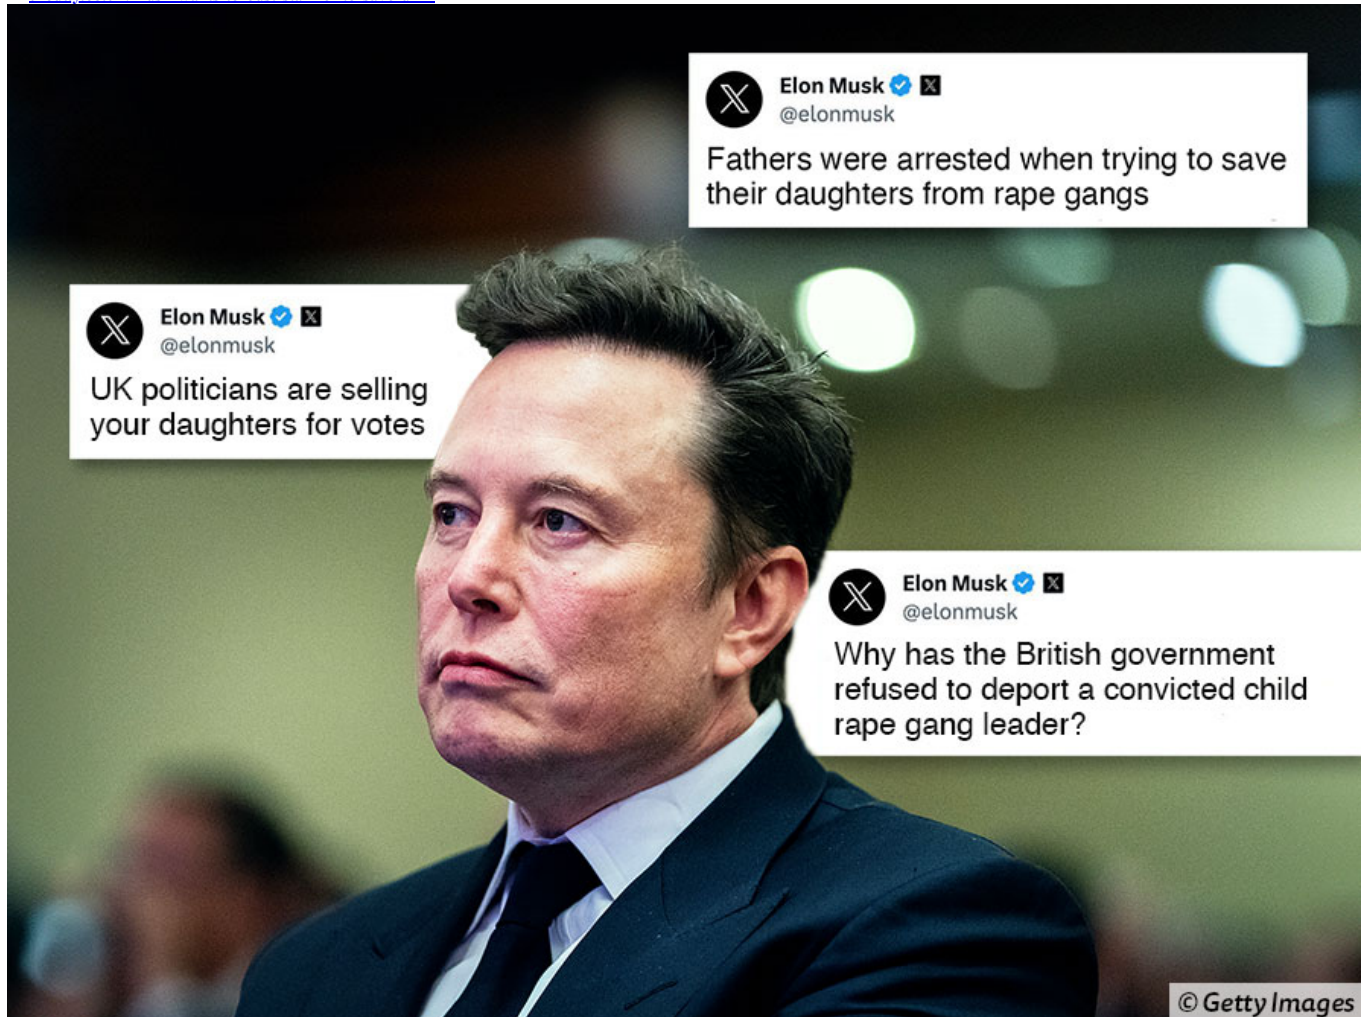 Elon Musk
@elonmusk
Fathers were arrested when trying to save
their daughters from rape gangs
Elon Musk
@elonmusk
UK politicians are selling
your daughters for votes
Elon Musk
@elonmusk
Why has the British government
refused to deport a convicted child
rape gang leader?
© Getty Images